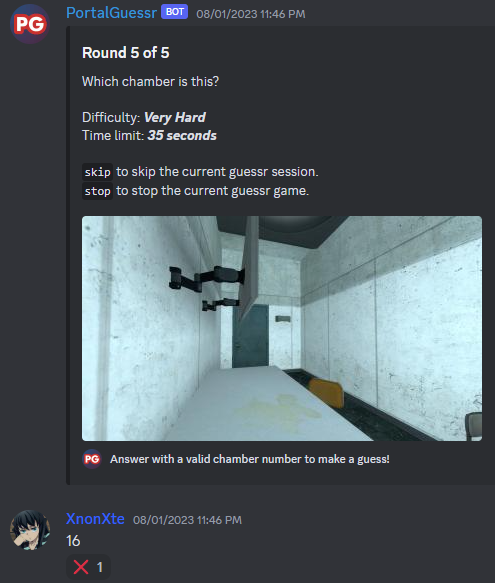 PG
PortalGuessr BOT 08/01/2023 11:46 PM
Round 5 of 5
Which chamber is this?
Difficulty: Very Hard
Time limit: 35 seconds
skip to skip the current guessr session.
stop to stop the current guessr game.
PG Answer with a valid chamber number to make a guess!
XnonXte 08/01/2023 11:46 PM
16
1